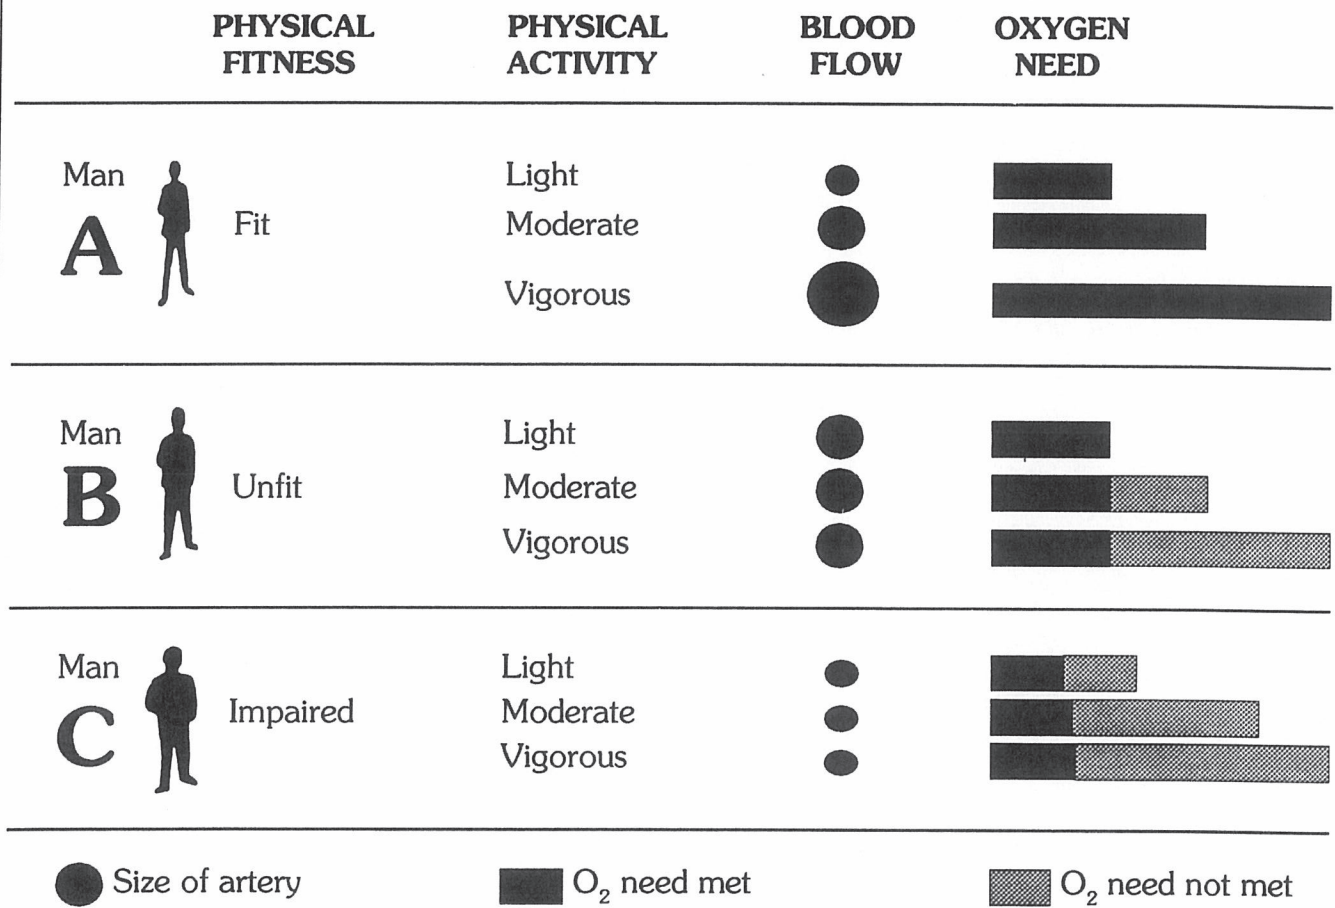 PHYSICAL FITNESS PHYSICAL ACTIVITY BLOOD FLOW OXYGEN NEED
Man A Fit
Light
Moderate
Vigorous
Man B Unfit
Light
Moderate
Vigorous
Man C Impaired
Light
Moderate
Vigorous
Size of artery O₂ need met O₂ need not met